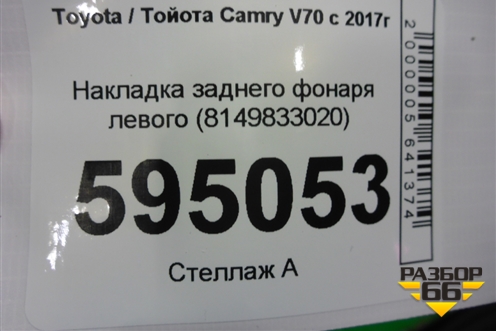 Toyota / Тойота Camry V70 с 2017г
Накладка заднего фонаря
левого (8149833020)
595053
Стеллаж А
2000005641374
РАЗБОР
66